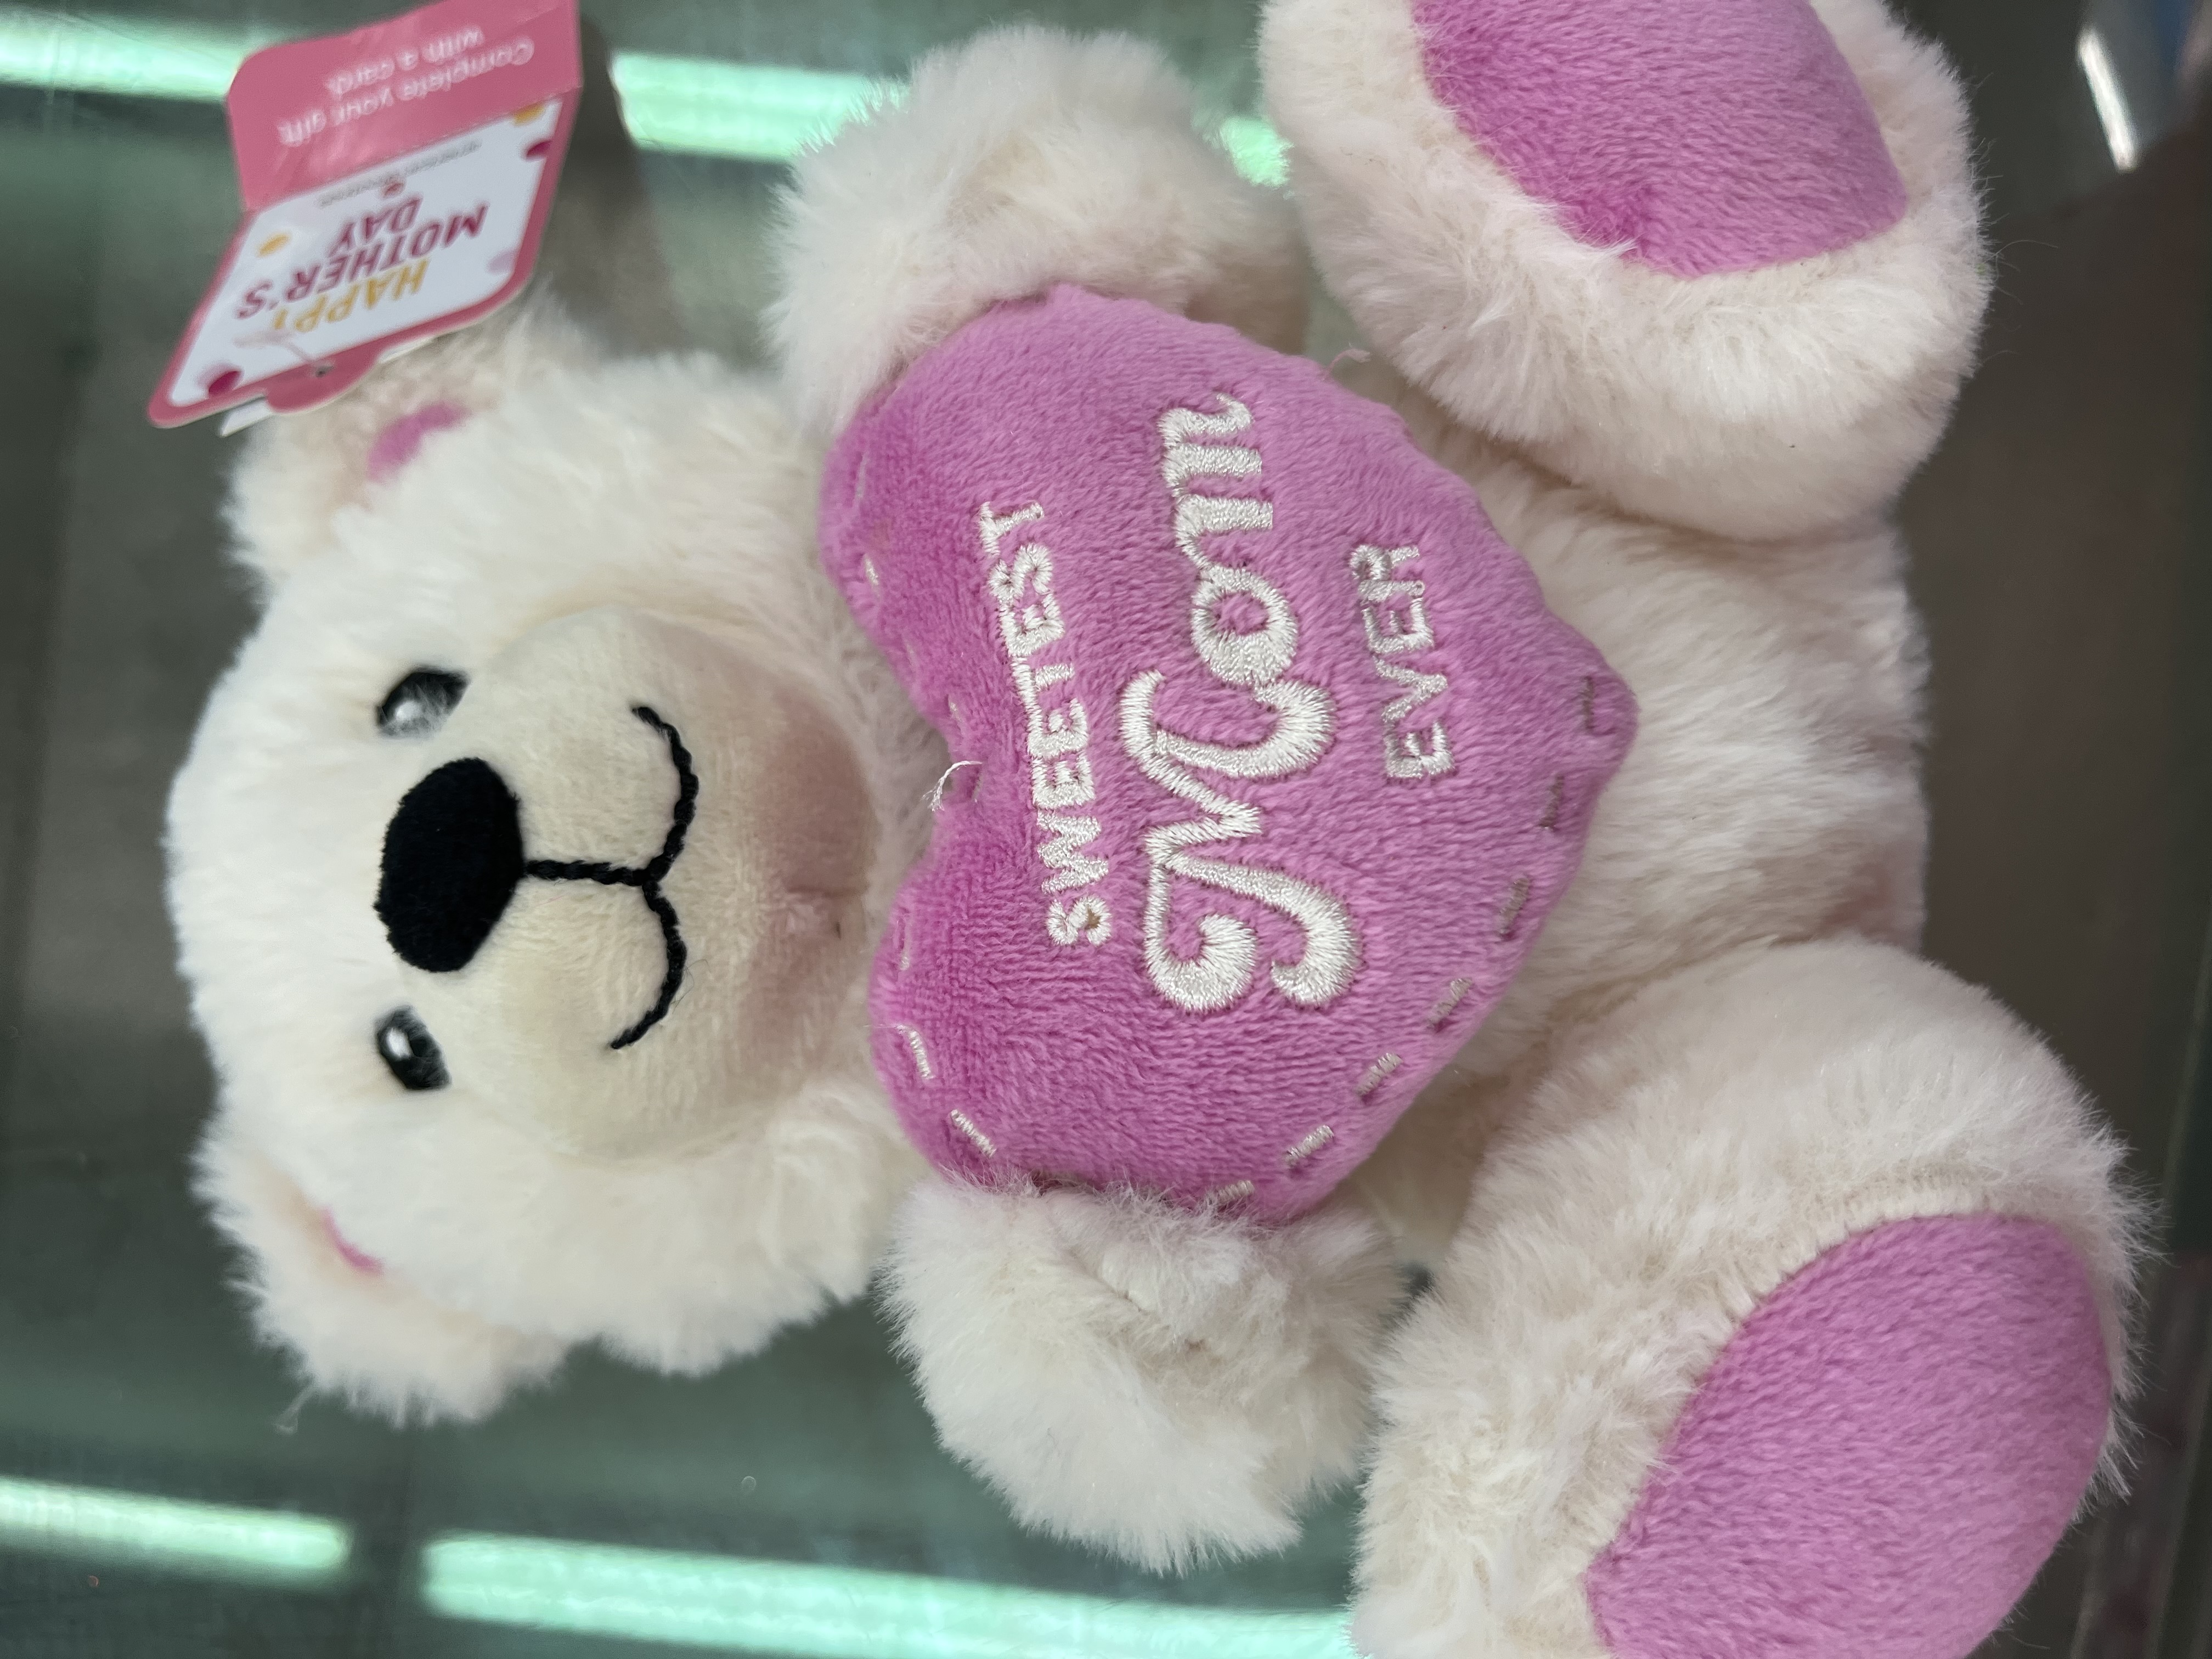 SWEETEST
Mom
EVER
HAPPY
MOTHER'S
DAY
Complete your gift
with a card.